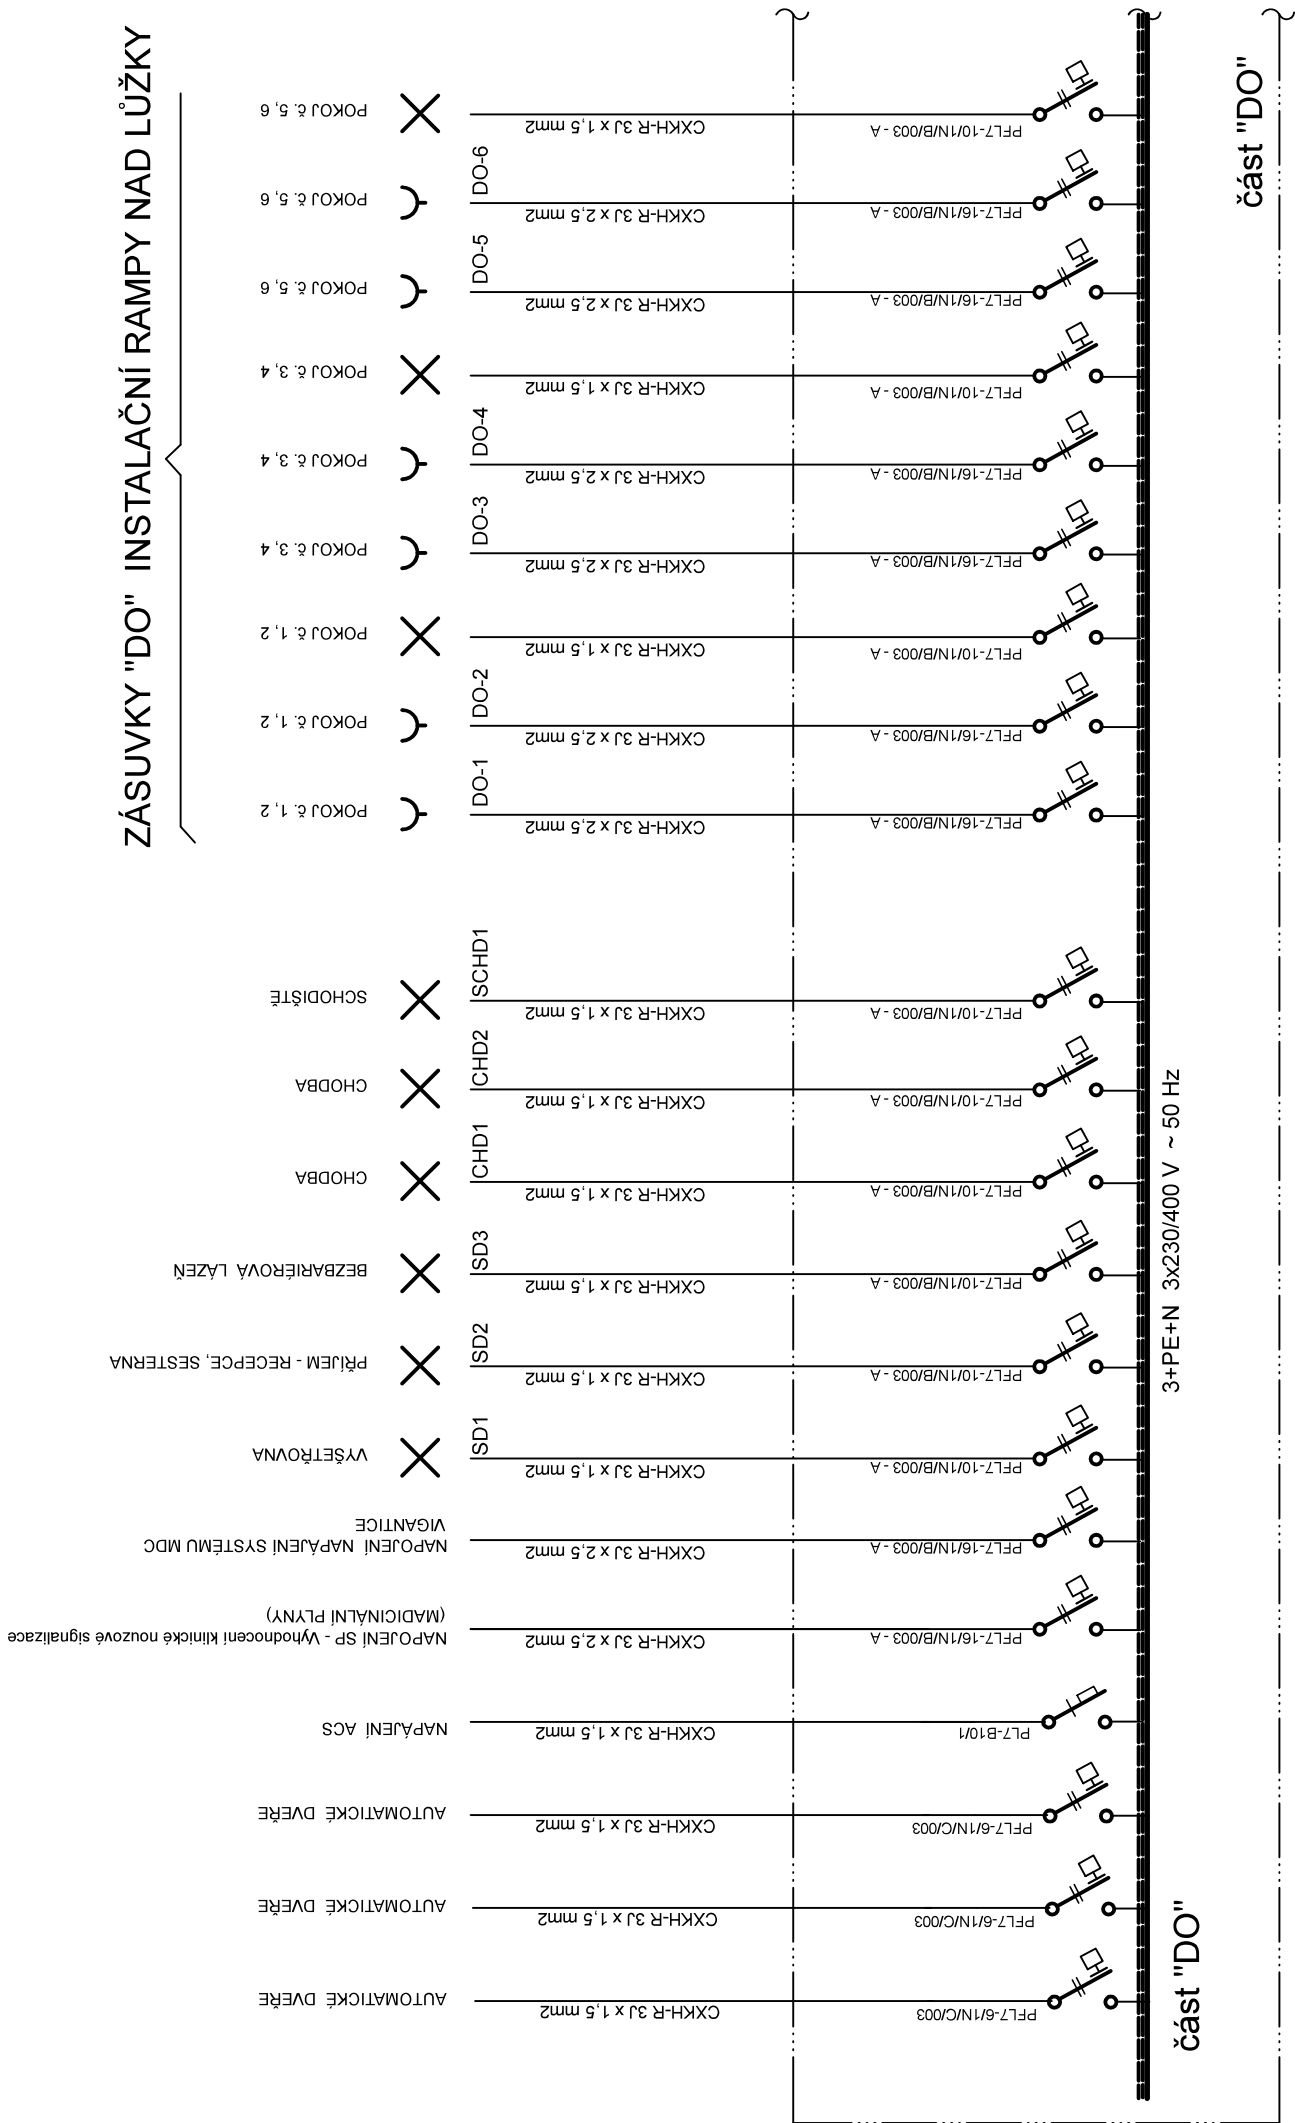 ZÁSUVKY "DO" INSTALAČNÍ RAMPY NAD LŮŽKY
POKOJ č. 5, 6
CXKH-R 3J x 1,5 mm2
PFL7-10/1N/B/003 - A
POKOJ č. 5, 6
DO-6
CXKH-R 3J x 2,5 mm2
PFL7-16/1N/B/003 - A
POKOJ č. 5, 6
DO-5
CXKH-R 3J x 2,5 mm2
PFL7-16/1N/B/003 - A
POKOJ č. 3, 4
CXKH-R 3J x 1,5 mm2
PFL7-10/1N/B/003 - A
POKOJ č. 3, 4
DO-4
CXKH-R 3J x 2,5 mm2
PFL7-16/1N/B/003 - A
POKOJ č. 3, 4
DO-3
CXKH-R 3J x 2,5 mm2
PFL7-16/1N/B/003 - A
POKOJ č. 1, 2
CXKH-R 3J x 1,5 mm2
PFL7-10/1N/B/003 - A
POKOJ č. 1, 2
DO-2
CXKH-R 3J x 2,5 mm2
PFL7-16/1N/B/003 - A
POKOJ č. 1, 2
DO-1
CXKH-R 3J x 2,5 mm2
PFL7-16/1N/B/003 - A
SCHODIŠTĚ
SCHD1
CXKH-R 3J x 1,5 mm2
PFL7-10/1N/B/003 - A
CHODBA
CHD2
CXKH-R 3J x 1,5 mm2
PFL7-10/1N/B/003 - A
CHODBA
CHD1
CXKH-R 3J x 1,5 mm2
PFL7-10/1N/B/003 - A
BEZBARIÉROVÁ LÁZEŇ
SD3
CXKH-R 3J x 1,5 mm2
PFL7-10/1N/B/003 - A
PŘÍJEM - RECEPCE, SESTERNA
SD2
CXKH-R 3J x 1,5 mm2
PFL7-10/1N/B/003 - A
VYŠETŘOVNA
SD1
CXKH-R 3J x 1,5 mm2
PFL7-10/1N/B/003 - A
NAPOJENÍ NAPÁJENÍ SYSTÉMU MDC
VIGANTICE
CXKH-R 3J x 2,5 mm2
PFL7-16/1N/B/003 - A
NAPOJENÍ SP - Vyhodnocení klinické nouzové signalizace
(MADICINÁLNÍ PLYNY)
CXKH-R 3J x 2,5 mm2
PFL7-16/1N/B/003 - A
NAPÁJENÍ ACS
CXKH-R 3J x 1,5 mm2
PL7-B10/1
AUTOMATICKÉ DVEŘE
CXKH-R 3J x 1,5 mm2
PFL7-6/1N/C/003
AUTOMATICKÉ DVEŘE
CXKH-R 3J x 1,5 mm2
PFL7-6/1N/C/003
AUTOMATICKÉ DVEŘE
CXKH-R 3J x 1,5 mm2
PFL7-6/1N/C/003
3+PE+N 3x230/400 V ~ 50 Hz
část "DO"
část "DO"